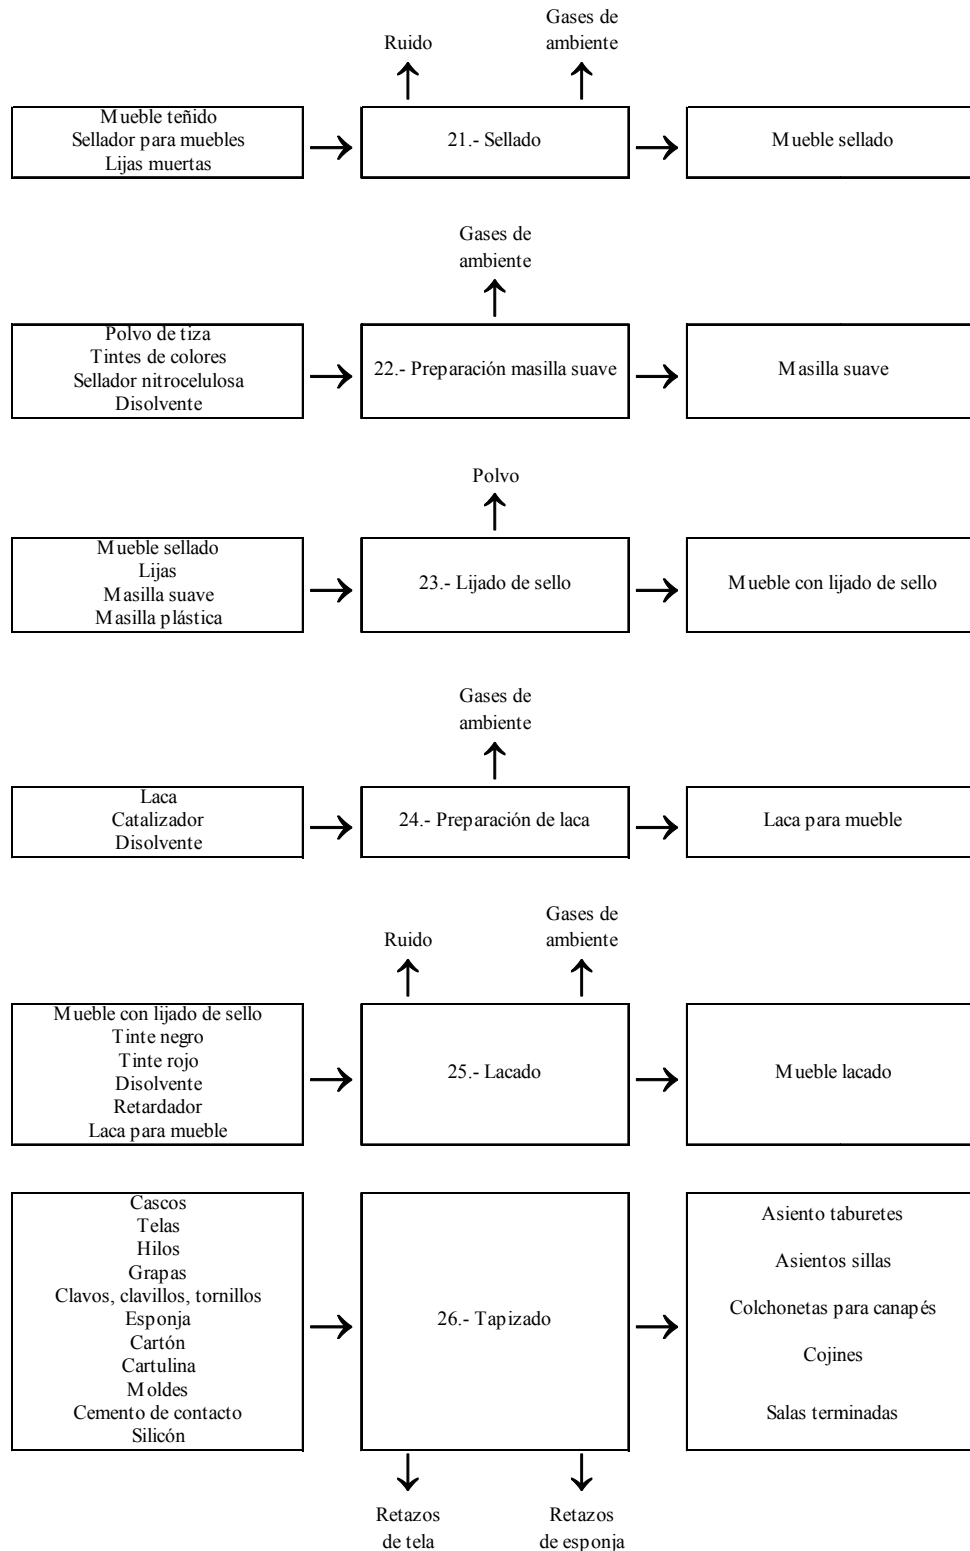 Ruido
Gases de
ambiente
Mueble teñido
Sellador para muebles
Lijas muertas
21.- Sellado
Mueble sellado
Gases de
ambiente
Polvo de tiza
Tintes de colores
Sellador nitrocelulosa
Disolvente
22.- Preparación masilla suave
Masilla suave
Polvo
Mueble sellado
Lijas
Masilla suave
Masilla plástica
23.- Lijado de sello
Mueble con lijado de sello
Gases de
ambiente
Laca
Catalizador
Disolvente
24.- Preparación de laca
Laca para mueble
Ruido
Gases de
ambiente
Mueble con lijado de sello
Tinte negro
Tinte rojo
Disolvente
Retardador
Laca para mueble
25.- Lacado
Mueble lacado
Cascos
Telas
Hilos
Grapas
Clavos, clavillos, tornillos
Esponja
Cartón
Cartulina
Moldes
Cemento de contacto
Silicón
26.- Tapizado
Asiento taburetes
Asientos sillas
Colchonetas para canapés
Cojines
Salas terminadas
Retazos
de tela
Retazos
de esponja